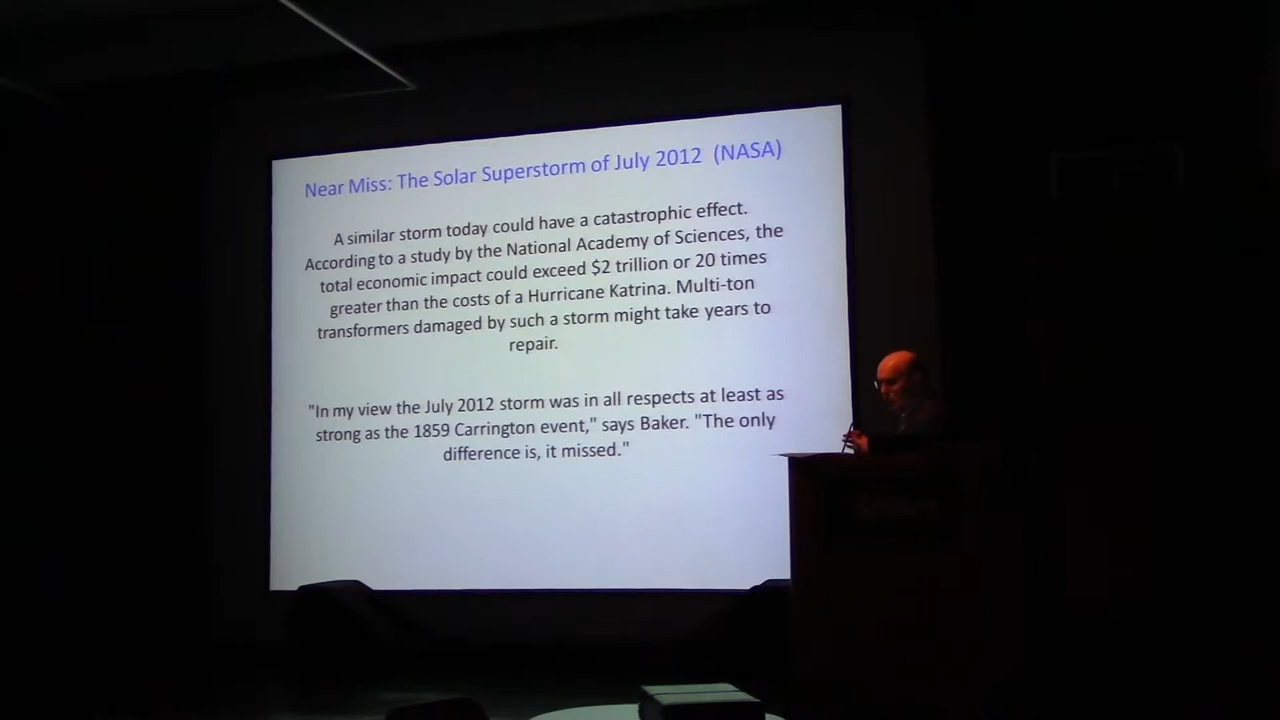 Near Miss: The Solar Superstorm of July 2012 (NASA)
A similar storm today could have a catastrophic effect.
According to a study by the National Academy of Sciences, the
total economic impact could exceed $2 trillion or 20 times
greater than the costs of a Hurricane Katrina. Multi-ton
transformers damaged by such a storm might take years to
repair.
"In my view the July 2012 storm was in all respects at least as
strong as the 1859 Carrington event," says Baker. "The only
difference is, it missed."